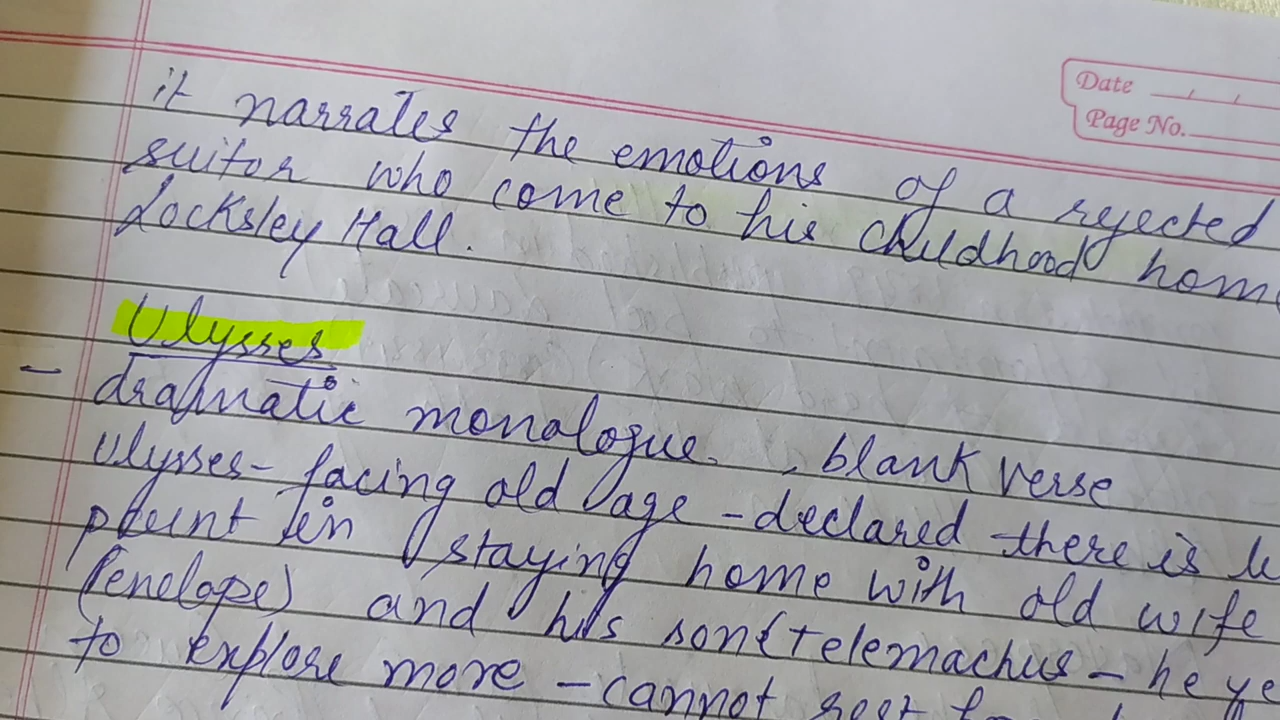 Date
Page No.
it narrates the emotions of a rejected
suitor who come to his childhood hom
Locksley Hall.
Ulysses
- dramatic monologue. , blank verse
Ulysses - facing old age - declared there is
point in staying home with old wife
(Penelope) and his son (telemachus - he ye
to explore more - cannot rest